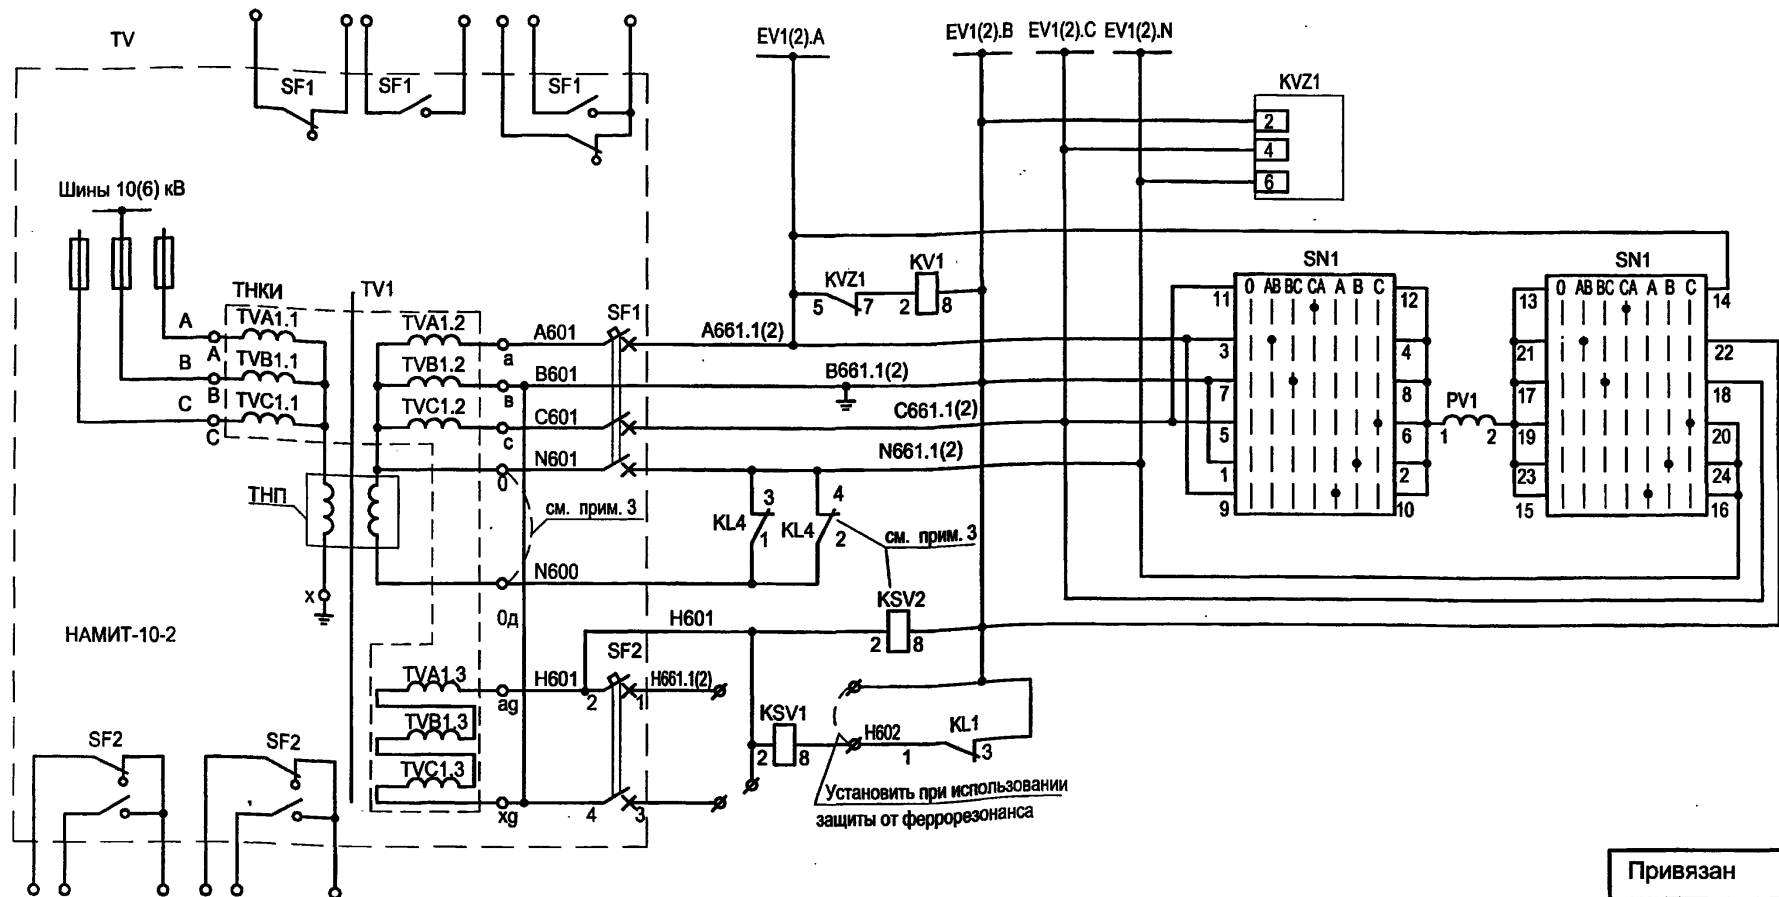 TV
SF1
SF1
SF1
EV1(2).A
EV1(2).B
EV1(2).C
EV1(2).N
KVZ1
2
4
6
Шины 10(6) кВ
ТНКИ
TV1
A
B
C
A
B
C
TVA1.1
TVB1.1
TVC1.1
TVA1.2
TVB1.2
TVC1.2
а
в
с
0
A601
B601
C601
N601
SF1
A661.1(2)
B661.1(2)
C661.1(2)
N661.1(2)
KVZ1
5
7
KV1
2
8
SN1
0 AB BC CA A B C
11
3
7
5
1
9
12
4
8
6
2
10
PV1
1
2
SN1
0 AB BC CA A B C
13
21
17
19
23
15
14
22
18
20
24
16
ТНП
х
см. прим. 3
3
KL4
1
4
KL4
2
см. прим. 3
N600
0д
НАМИТ-10-2
H601
KSV2
2
8
TVA1.3
TVB1.3
TVC1.3
ag
xg
H601
SF2
2
1
H661.1(2)
4
3
KSV1
2
8
H602
1
KL1
3
Установить при использовании
защиты от феррорезонанса
SF2
SF2
Привязан